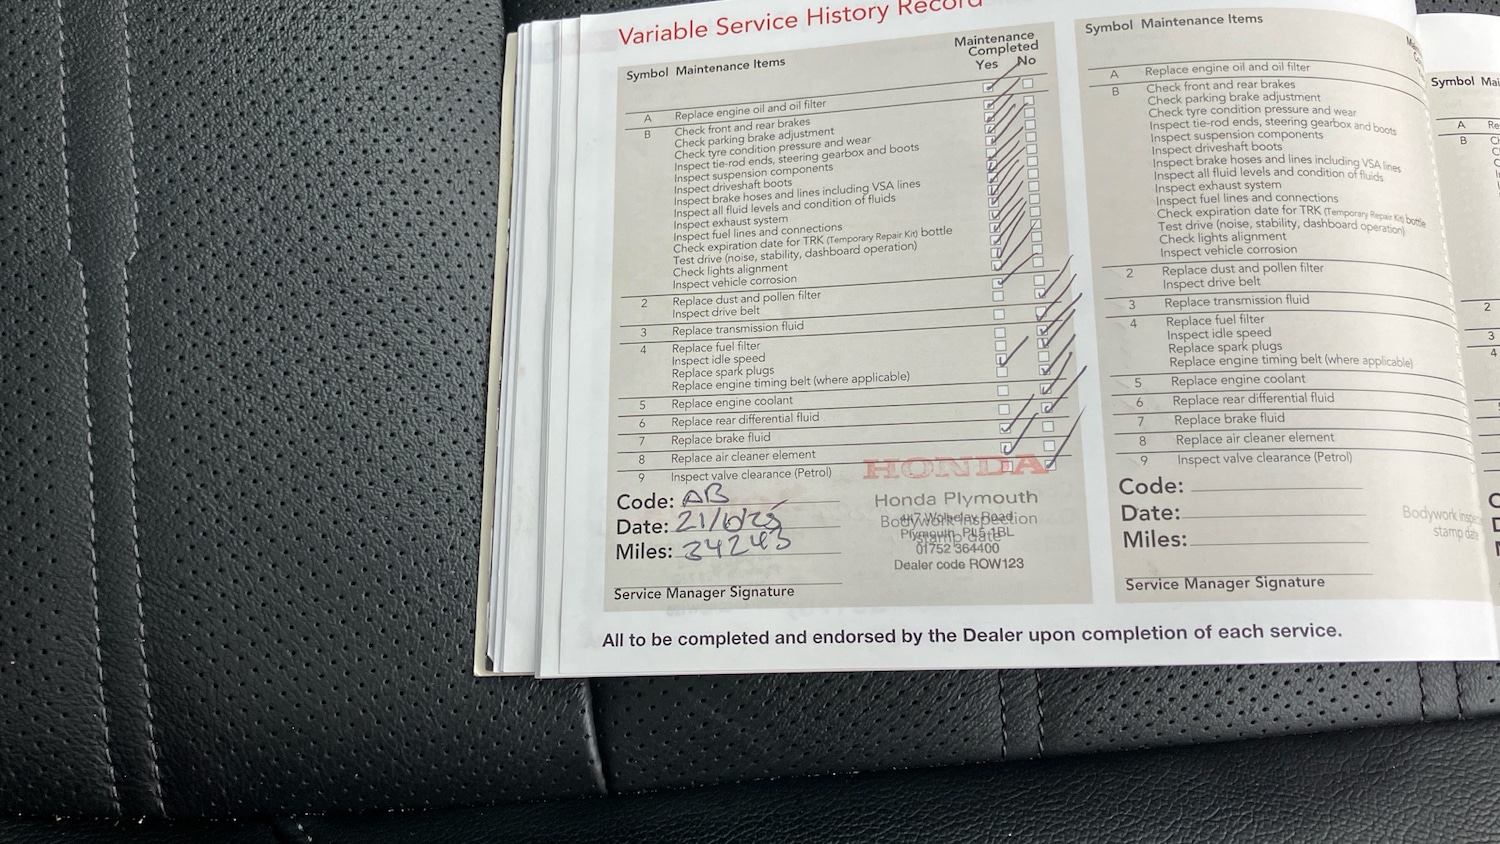 Variable Service History Record
Symbol Maintenance Items
Maintenance
Completed
Yes No
A Replace engine oil and oil filter
B Check front and rear brakes
Check parking brake adjustment
Check tyre condition pressure and wear
Inspect tie-rod ends, steering gearbox and boots
Inspect suspension components
Inspect driveshaft boots
Inspect brake hoses and lines including VSA lines
Inspect all fluid levels and condition of fluids
Inspect exhaust system
Inspect fuel lines and connections
Check expiration date for TRK (Temporary Repair Kit) bottle
Test drive (noise, stability, dashboard operation)
Check lights alignment
Inspect vehicle corrosion
2 Replace dust and pollen filter
Inspect drive belt
3 Replace transmission fluid
4 Replace fuel filter
Inspect idle speed
Replace spark plugs
Replace engine timing belt (where applicable)
5 Replace engine coolant
6 Replace rear differential fluid
7 Replace brake fluid
8 Replace air cleaner element
9 Inspect valve clearance (Petrol)
Code: AB
Date: 21/6/23
Miles: 34243
Service Manager Signature
HONDA
Honda Plymouth
Bodywork Inspection
stamp date
Plymouth, PL5 1BL
01752 364400
Dealer code ROW123
Symbol Maintenance Items
A Replace engine oil and oil filter
B Check front and rear brakes
Check parking brake adjustment
Check tyre condition pressure and wear
Inspect tie-rod ends, steering gearbox and boots
Inspect suspension components
Inspect driveshaft boots
Inspect brake hoses and lines including VSA lines
Inspect all fluid levels and condition of fluids
Inspect exhaust system
Inspect fuel lines and connections
Check expiration date for TRK (Temporary Repair Kit) bottle
Test drive (noise, stability, dashboard operation)
Check lights alignment
Inspect vehicle corrosion
2 Replace dust and pollen filter
Inspect drive belt
3 Replace transmission fluid
4 Replace fuel filter
Inspect idle speed
Replace spark plugs
Replace engine timing belt (where applicable)
5 Replace engine coolant
6 Replace rear differential fluid
7 Replace brake fluid
8 Replace air cleaner element
9 Inspect valve clearance (Petrol)
Code:
Date:
Miles:
Bodywork inspe
stamp date
Service Manager Signature
Symbol Mai
A Re
B
2
3
4
All to be completed and endorsed by the Dealer upon completion of each service.